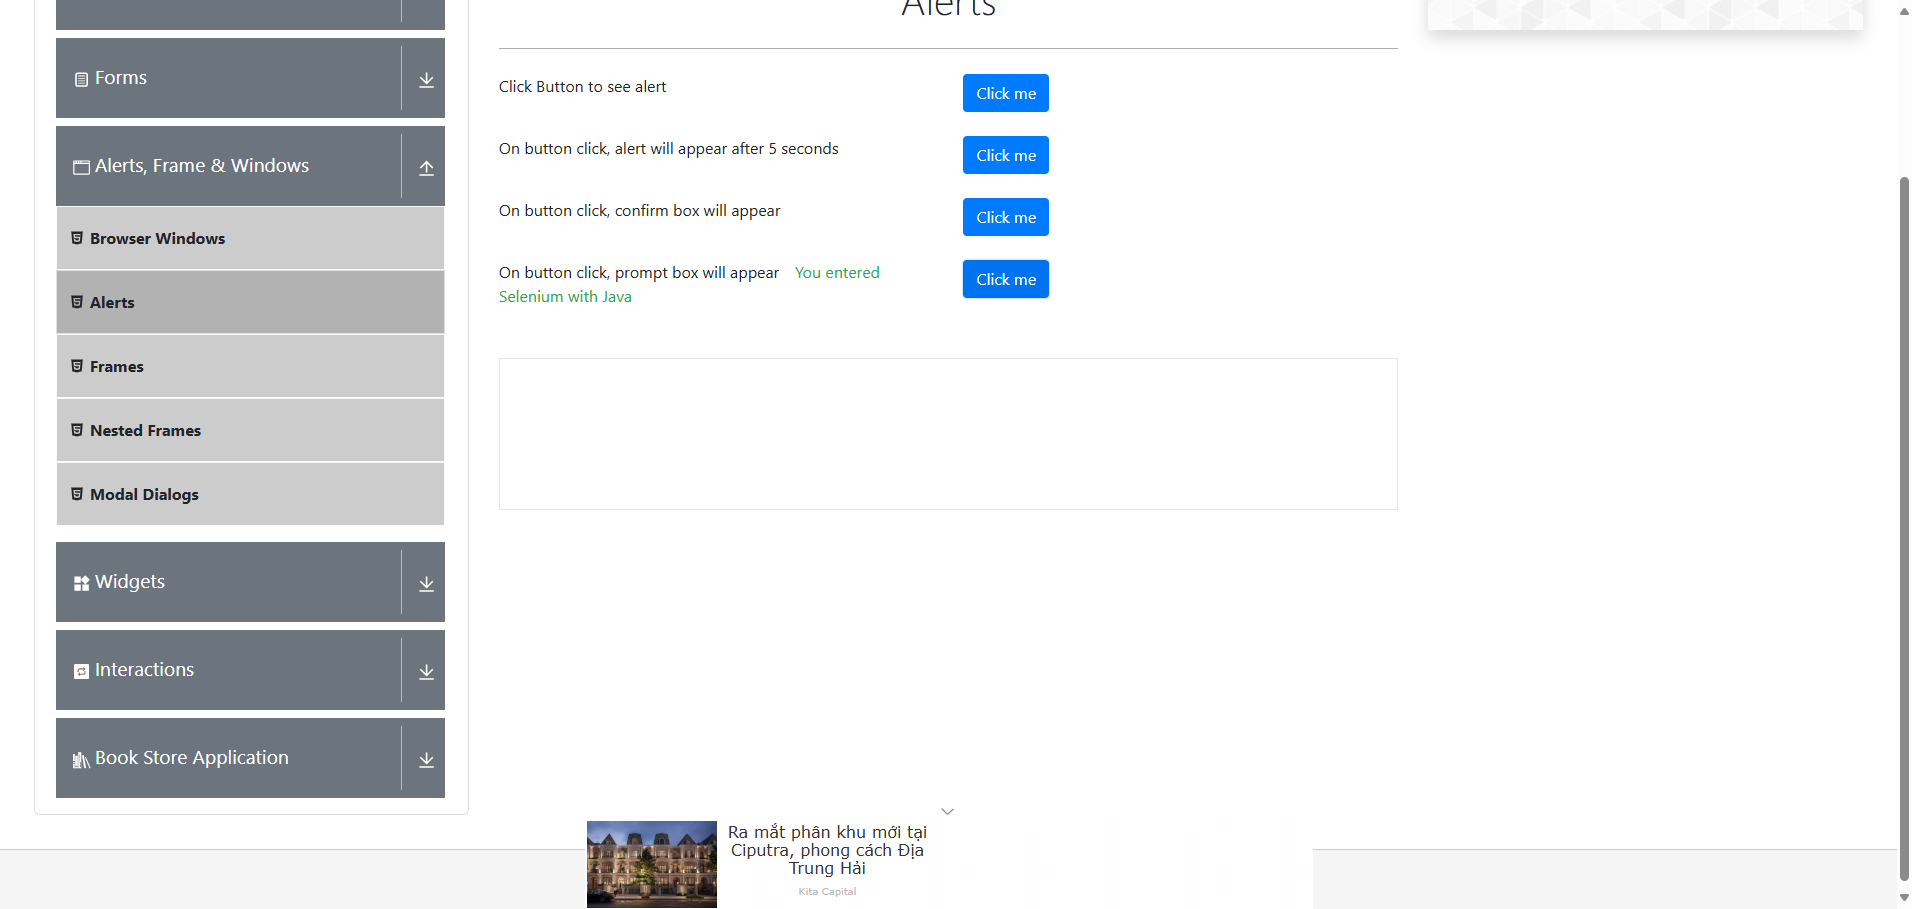 Alerts
Forms
Alerts, Frame & Windows
Browser Windows
Alerts
Frames
Nested Frames
Modal Dialogs
Widgets
Interactions
Book Store Application
Click Button to see alert
Click me
On button click, alert will appear after 5 seconds
Click me
On button click, confirm box will appear
Click me
On button click, prompt box will appear You entered
Selenium with Java
Click me
Ra mắt phân khu mới tại
Ciputra, phong cách Địa
Trung Hải
Kita Capital